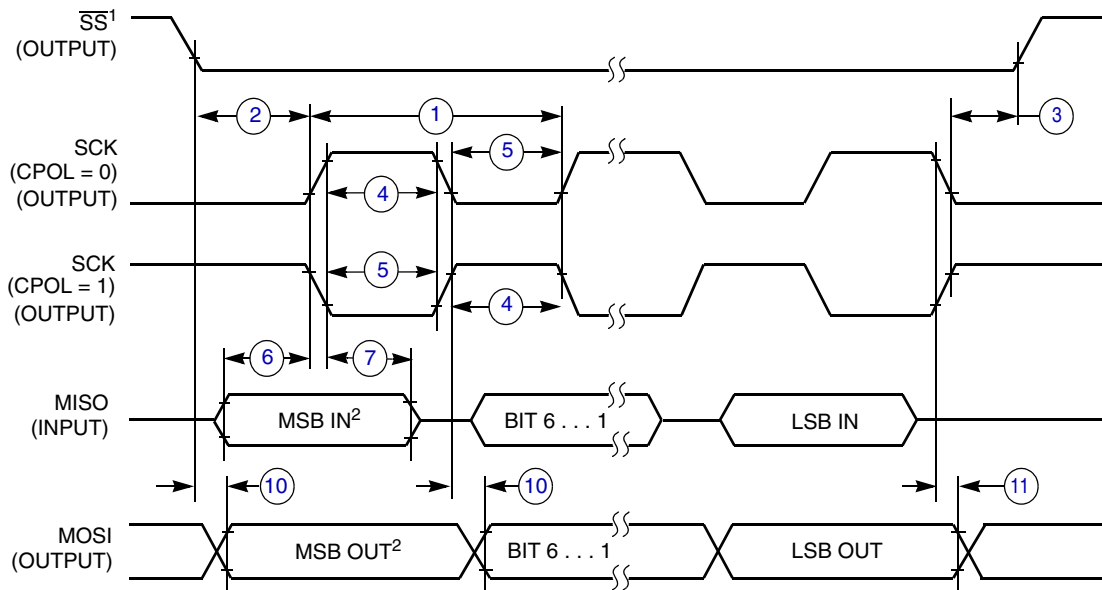 SS¹
(OUTPUT)
2
1
3
SCK
(CPOL = 0)
(OUTPUT)
5
4
SCK
(CPOL = 1)
(OUTPUT)
5
4
6
7
MISO
(INPUT)
MSB IN²
BIT 6 . . . 1
LSB IN
10
10
11
MOSI
(OUTPUT)
MSB OUT²
BIT 6 . . . 1
LSB OUT